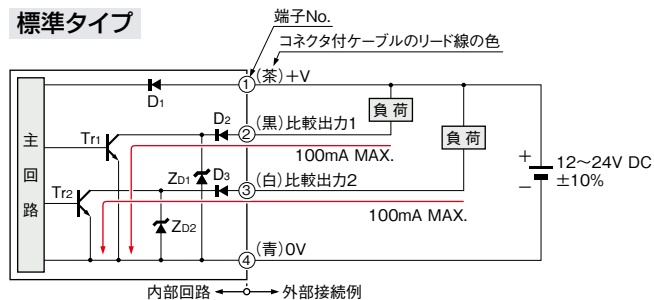 標準タイプ
端子No.
コネクタ付ケーブルのリード線の色
① (茶)+V
D1
負荷
D2
② (黒)比較出力1
Tr1
主回路
負荷
100mA MAX.
ZD1
D3
+
12～24V DC
−
±10%
Tr2
③ (白)比較出力2
100mA MAX.
ZD2
④ (青)0V
内部回路 外部接続例